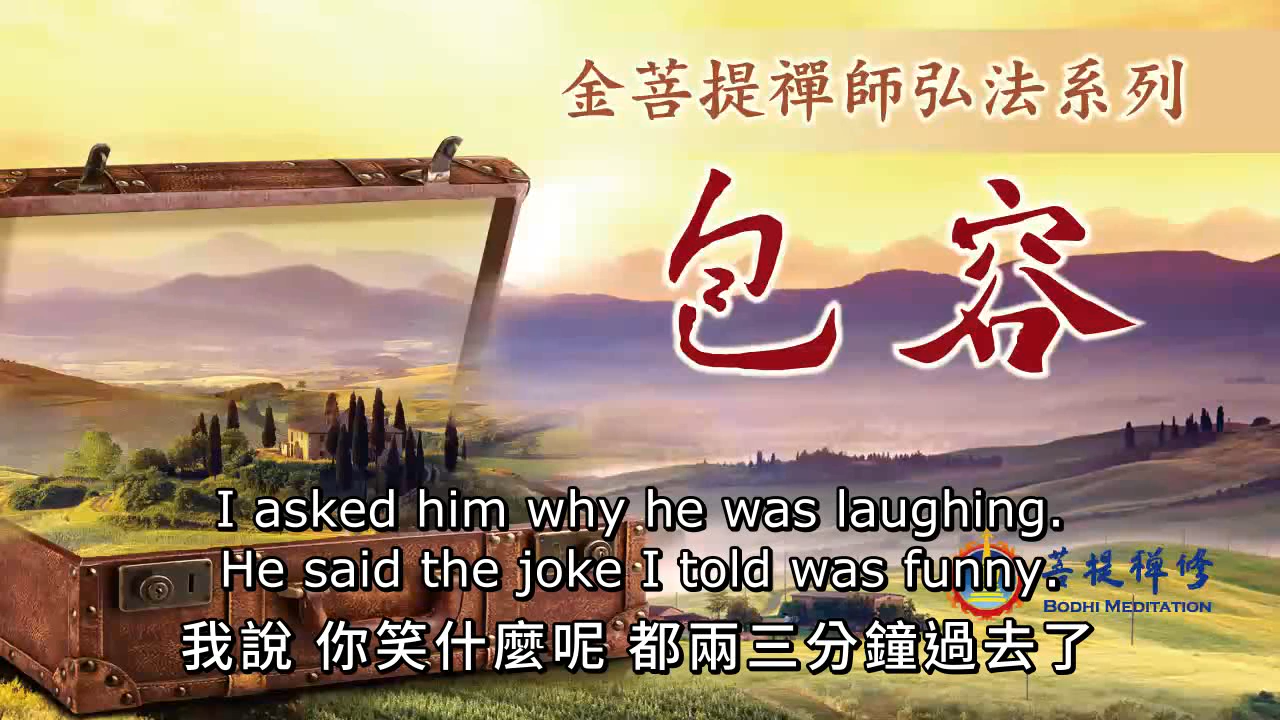 金菩提禪師弘法系列
包容
I asked him why he was laughing.
He said the joke I told was funny.
菩提禪修
BODHI MEDITATION
我說 你笑什麼呢 都兩三分鐘過去了